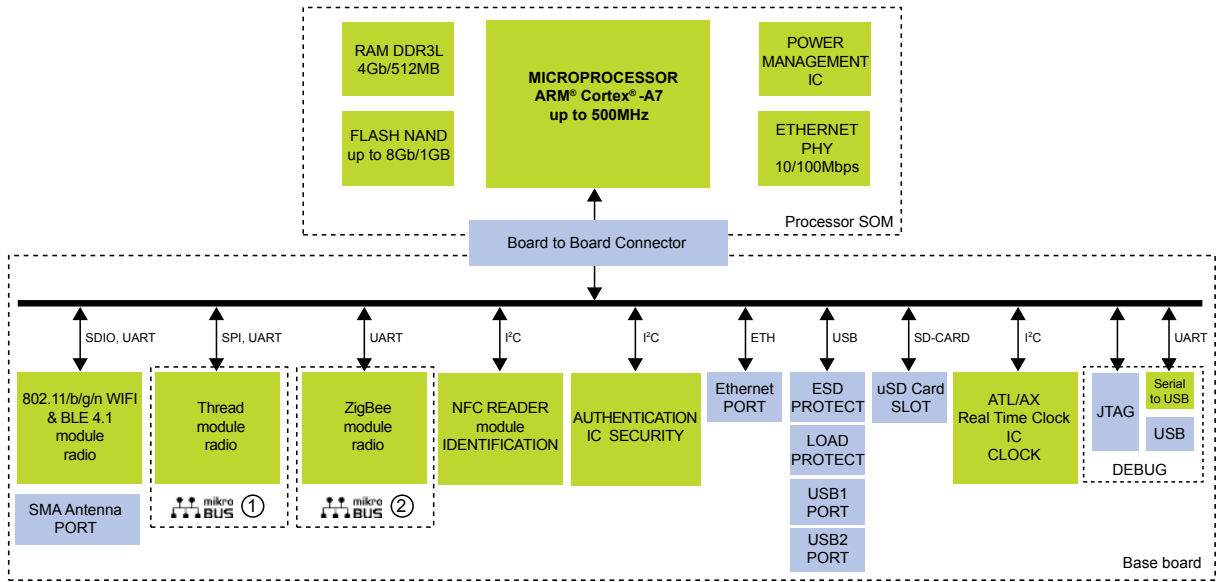 RAM DDR3L
4Gb/512MB
MICROPROCESSOR
ARM® Cortex® -A7
up to 500MHz
POWER
MANAGEMENT
IC
FLASH NAND
up to 8Gb/1GB
ETHERNET
PHY
10/100Mbps
Processor SOM
Board to Board Connector
SDIO, UART
SPI, UART
UART
I²C
I²C
ETH
USB
SD-CARD
I²C
UART
802.11/b/g/n WIFI
& BLE 4.1
module
radio
Thread
module
radio
ZigBee
module
radio
NFC READER
module
IDENTIFICATION
AUTHENTICATION
IC SECURITY
Ethernet
PORT
ESD
PROTECT
LOAD
PROTECT
USB1
PORT
USB2
PORT
uSD Card
SLOT
ATL/AX
Real Time Clock
IC
CLOCK
JTAG
Serial
to USB
USB
DEBUG
SMA Antenna
PORT
mikro
BUS
1
mikro
BUS
2
Base board